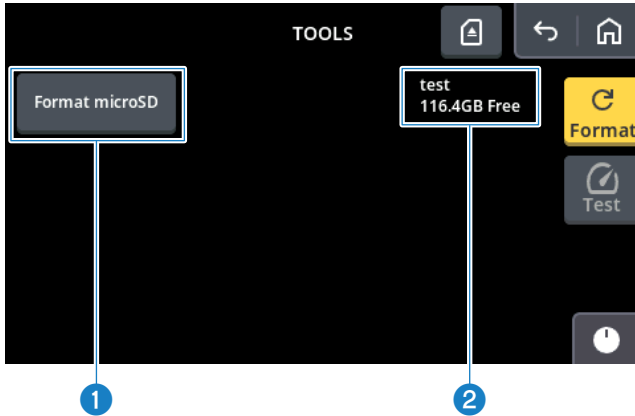 TOOLS
Format microSD
test
116.4GB Free
Format
Test
1
2